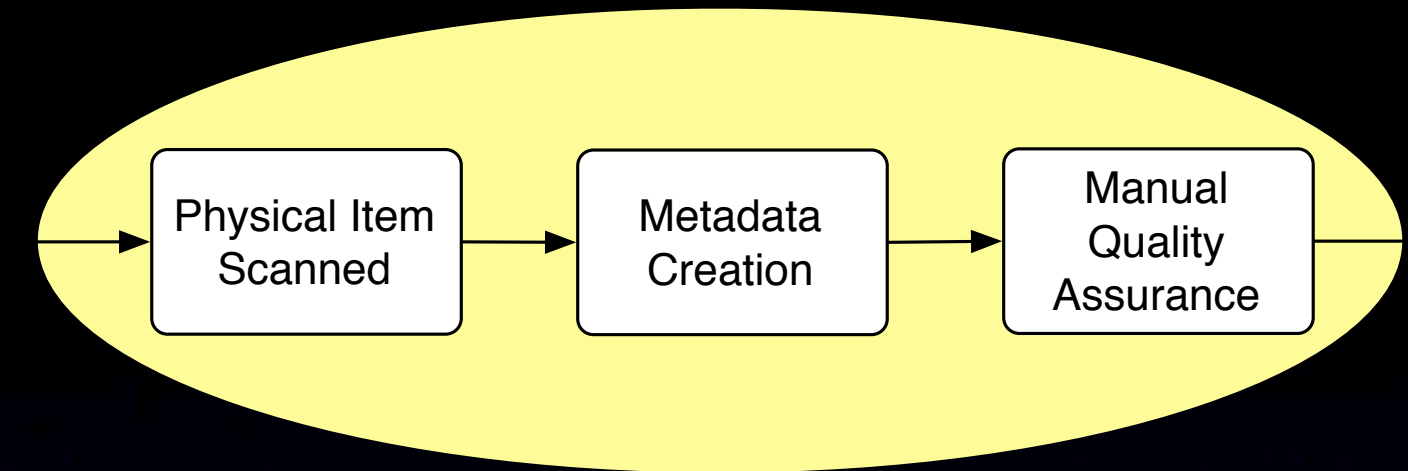 Physical Item
Scanned
Metadata
Creation
Manual
Quality
Assurance